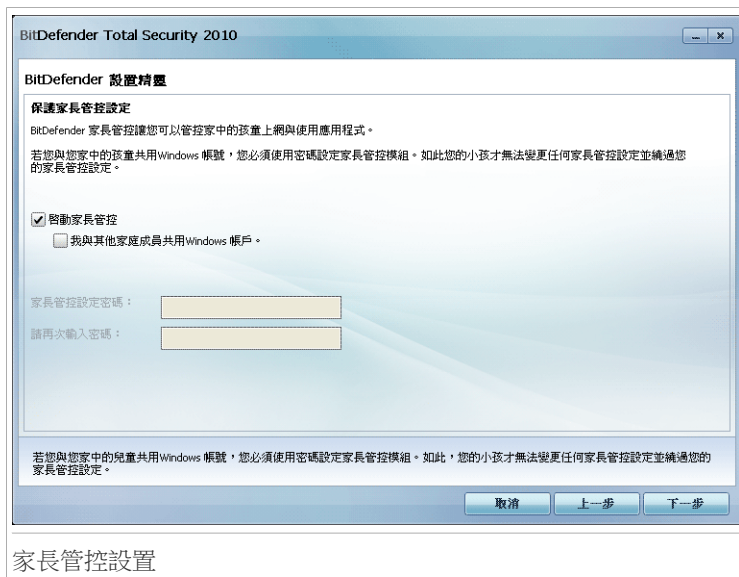 BitDefender Total Security 2010
BitDefender 設置精靈
保護家長管控設定
BitDefender 家長管控讓您可以管控家中的孩童上網與使用應用程式。
若您與您家中的孩童共用Windows 帳號，您必須使用密碼設定家長管控模組。如此您的小孩才無法變更任何家長管控設定並繞過您
的家長管控設定。
啓動家長管控
我與其他家庭成員共用Windows 帳戶。
家長管控設定密碼：
請再次輸入密碼：
若您與您家中的兒童共用Windows 帳號，您必須使用密碼設定家長管控模組。如此，您的小孩才無法變更任何家長管控設定並繞過您的
家長管控設定。
取消
上一步
下一步
家長管控設置